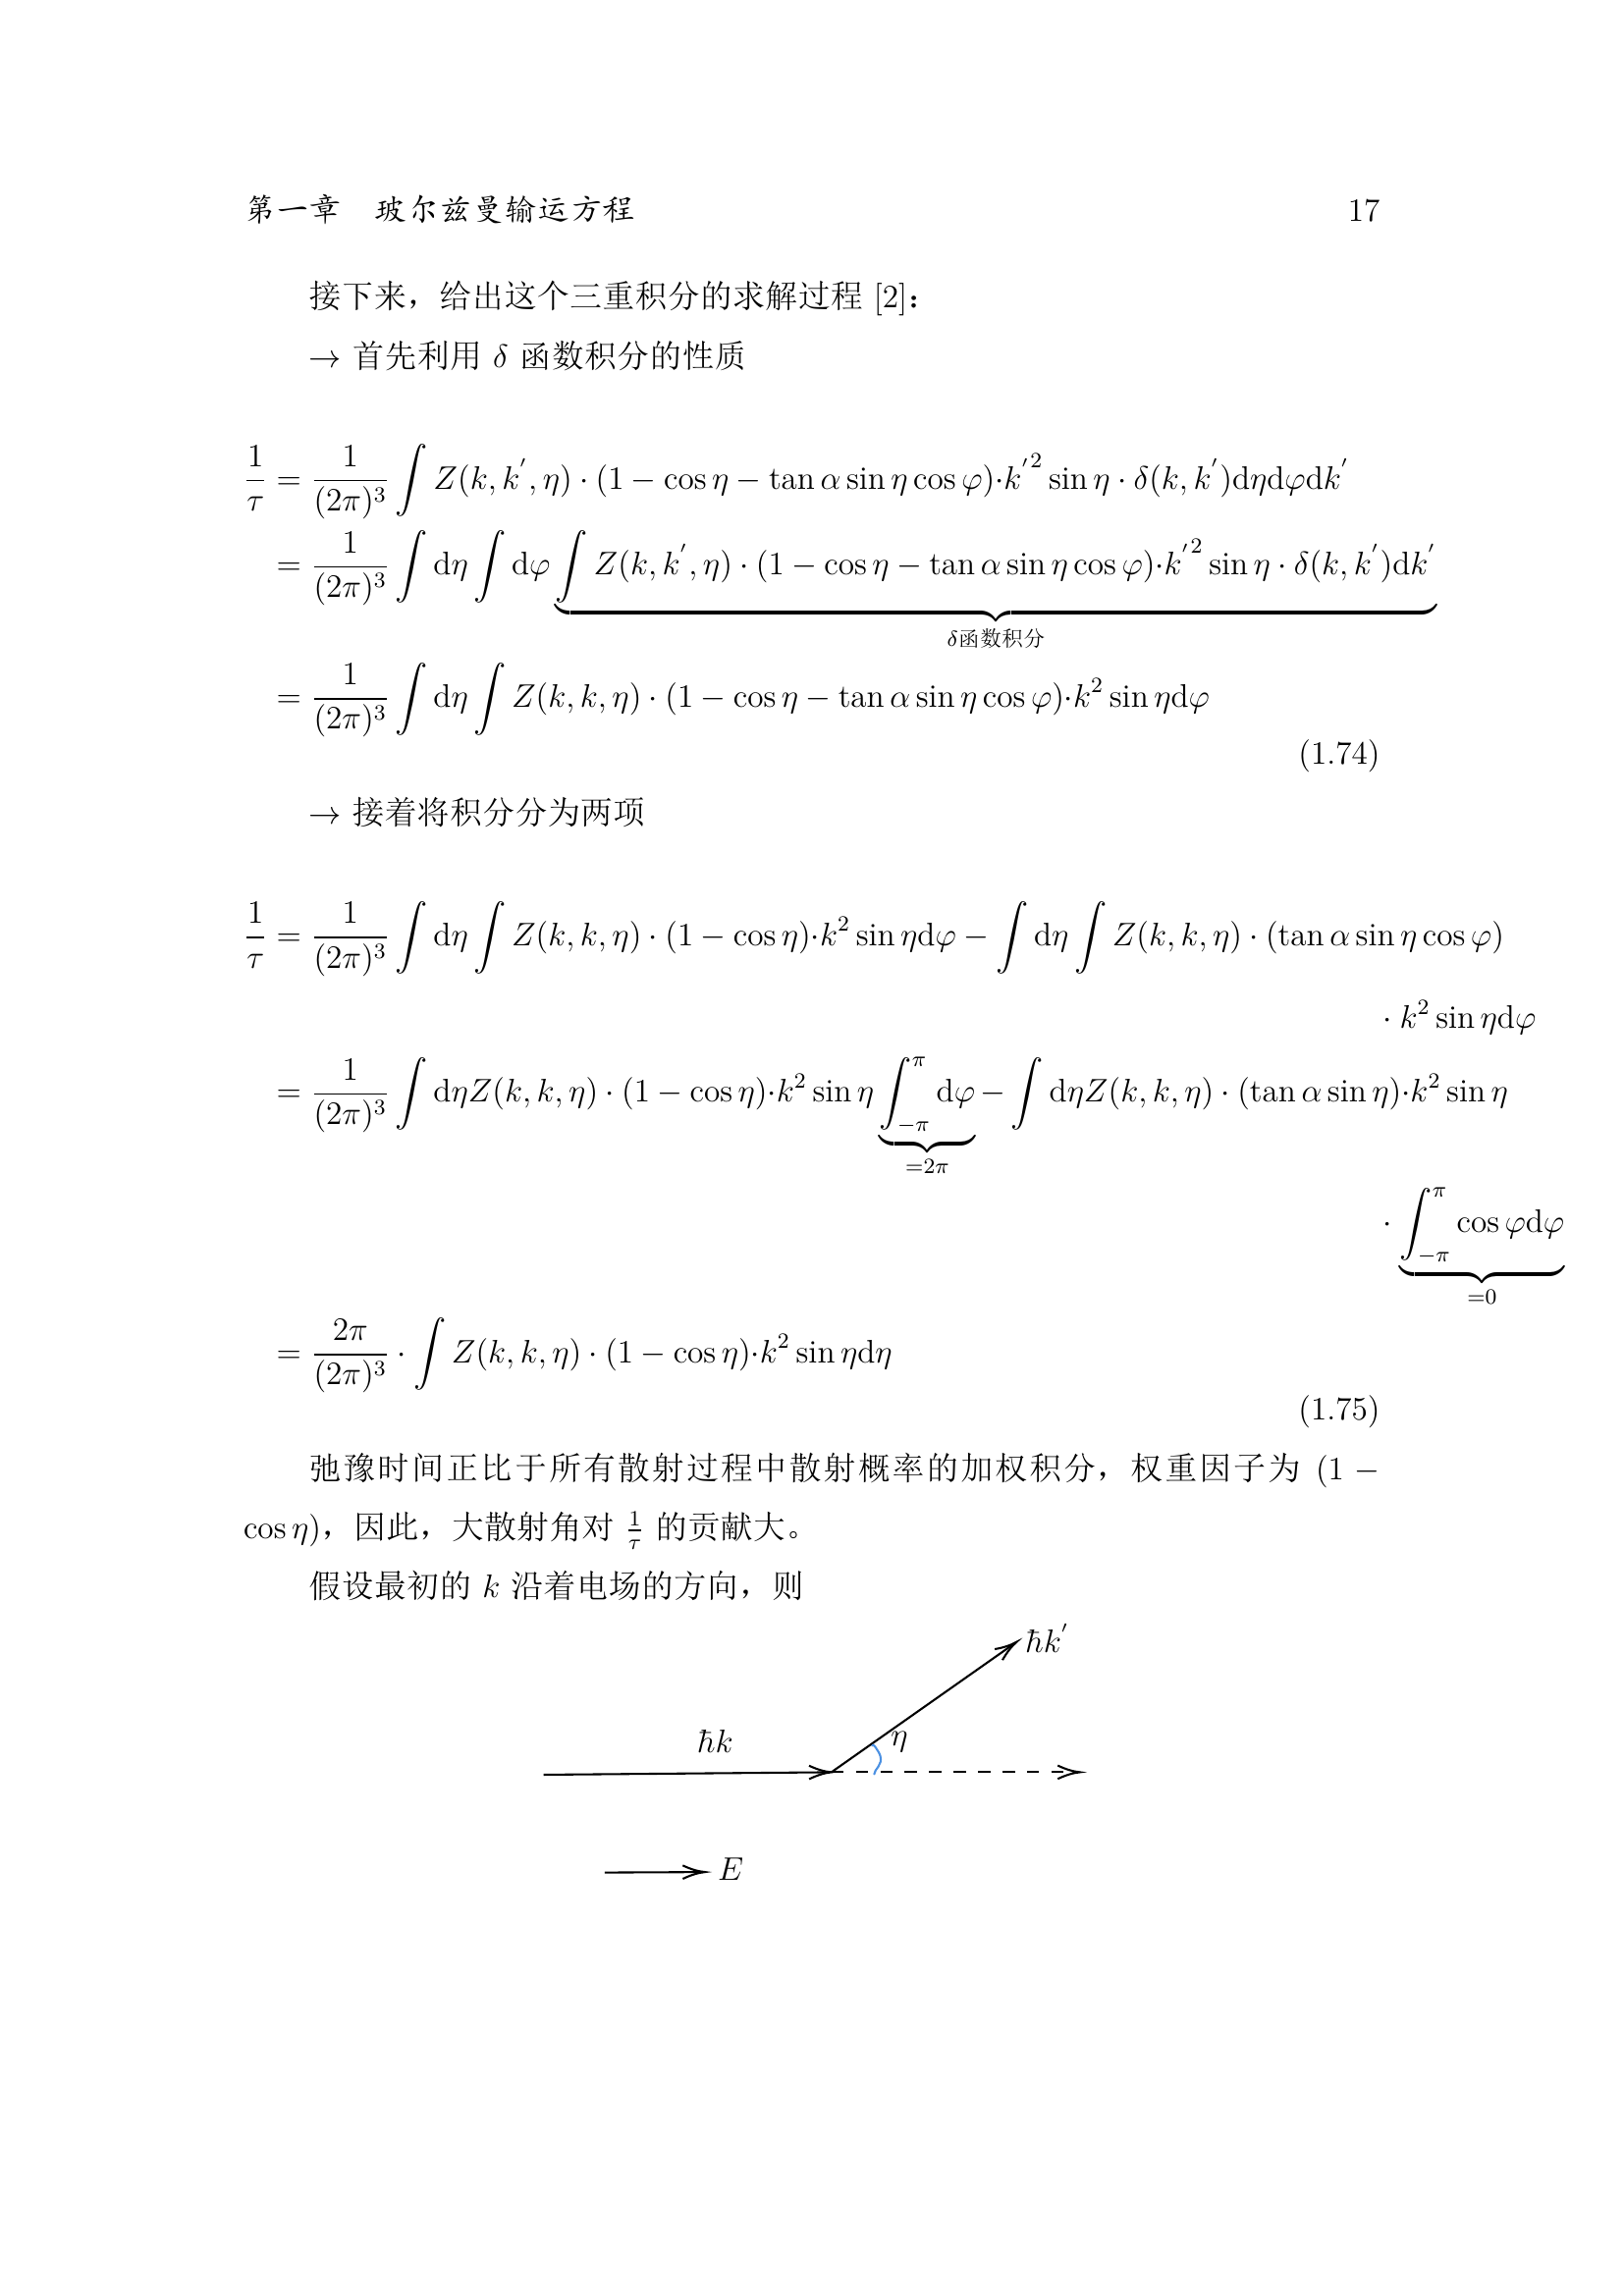 第一章 玻尔兹曼输运方程 17
接下来，给出这个三重积分的求解过程 [2]：
→ 首先利用 δ 函数积分的性质
$\frac{1}{\tau} = \frac{1}{(2\pi)^3} \int Z(k, k^{'}, \eta) \cdot (1 - \cos\eta - \tan\alpha \sin\eta \cos\varphi) \cdot k^{'2} \sin\eta \cdot \delta(k, k^{'}) \mathrm{d}\eta \mathrm{d}\varphi \mathrm{d}k^{'}$
$= \frac{1}{(2\pi)^3} \int \mathrm{d}\eta \int \mathrm{d}\varphi \underbrace{\int Z(k, k^{'}, \eta) \cdot (1 - \cos\eta - \tan\alpha \sin\eta \cos\varphi) \cdot k^{'2} \sin\eta \cdot \delta(k, k^{'}) \mathrm{d}k^{'}}_{\delta函数积分}$
$= \frac{1}{(2\pi)^3} \int \mathrm{d}\eta \int Z(k, k, \eta) \cdot (1 - \cos\eta - \tan\alpha \sin\eta \cos\varphi) \cdot k^2 \sin\eta \mathrm{d}\varphi$
(1.74)
→ 接着将积分分为两项
$\frac{1}{\tau} = \frac{1}{(2\pi)^3} \int \mathrm{d}\eta \int Z(k, k, \eta) \cdot (1 - \cos\eta) \cdot k^2 \sin\eta \mathrm{d}\varphi - \int \mathrm{d}\eta \int Z(k, k, \eta) \cdot (\tan\alpha \sin\eta \cos\varphi)$
$\cdot k^2 \sin\eta \mathrm{d}\varphi$
$= \frac{1}{(2\pi)^3} \int \mathrm{d}\eta Z(k, k, \eta) \cdot (1 - \cos\eta) \cdot k^2 \sin\eta \underbrace{\int_{-\pi}^{\pi} \mathrm{d}\varphi}_{=2\pi} - \int \mathrm{d}\eta Z(k, k, \eta) \cdot (\tan\alpha \sin\eta) \cdot k^2 \sin\eta$
$\cdot \underbrace{\int_{-\pi}^{\pi} \cos\varphi \mathrm{d}\varphi}_{=0}$
$= \frac{2\pi}{(2\pi)^3} \cdot \int Z(k, k, \eta) \cdot (1 - \cos\eta) \cdot k^2 \sin\eta \mathrm{d}\eta$
(1.75)
弛豫时间正比于所有散射过程中散射概率的加权积分，权重因子为 (1 −
cos η)，因此，大散射角对 $\frac{1}{\tau}$ 的贡献大。
假设最初的 k 沿着电场的方向，则
$\hbar k^{'}$
$\hbar k$
η
E